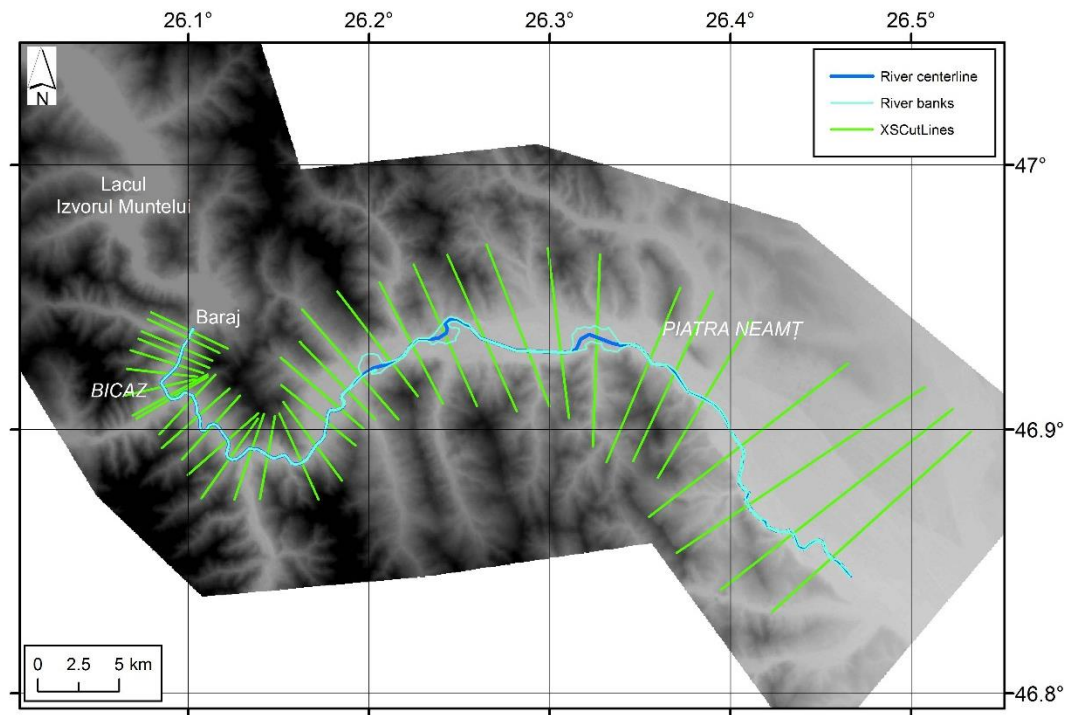 26.1° 26.2° 26.3° 26.4° 26.5°
N
River centerline
River banks
XSCutLines
47°
Lacul
Izvorul Muntelui
Baraj
PIATRA NEAMȚ
BICAZ
46.9°
0 2.5 5 km
46.8°